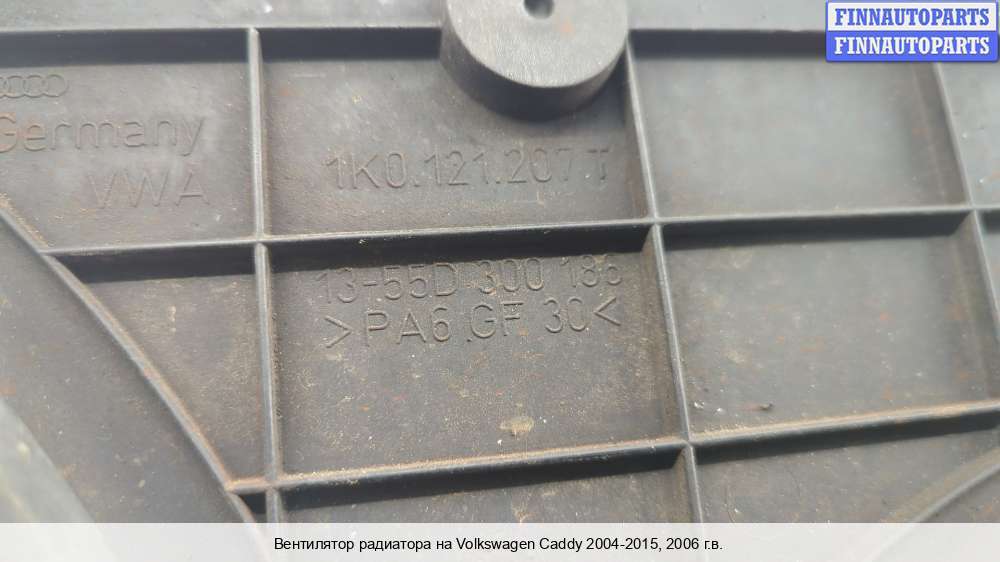 FINNAUTOPARTS
FINNAUTOPARTS
Germany
VWA
1K0.121.207.T
13-55D 300 186
>PA6.GF 30<
Вентилятор радиатора на Volkswagen Caddy 2004-2015, 2006 г.в.